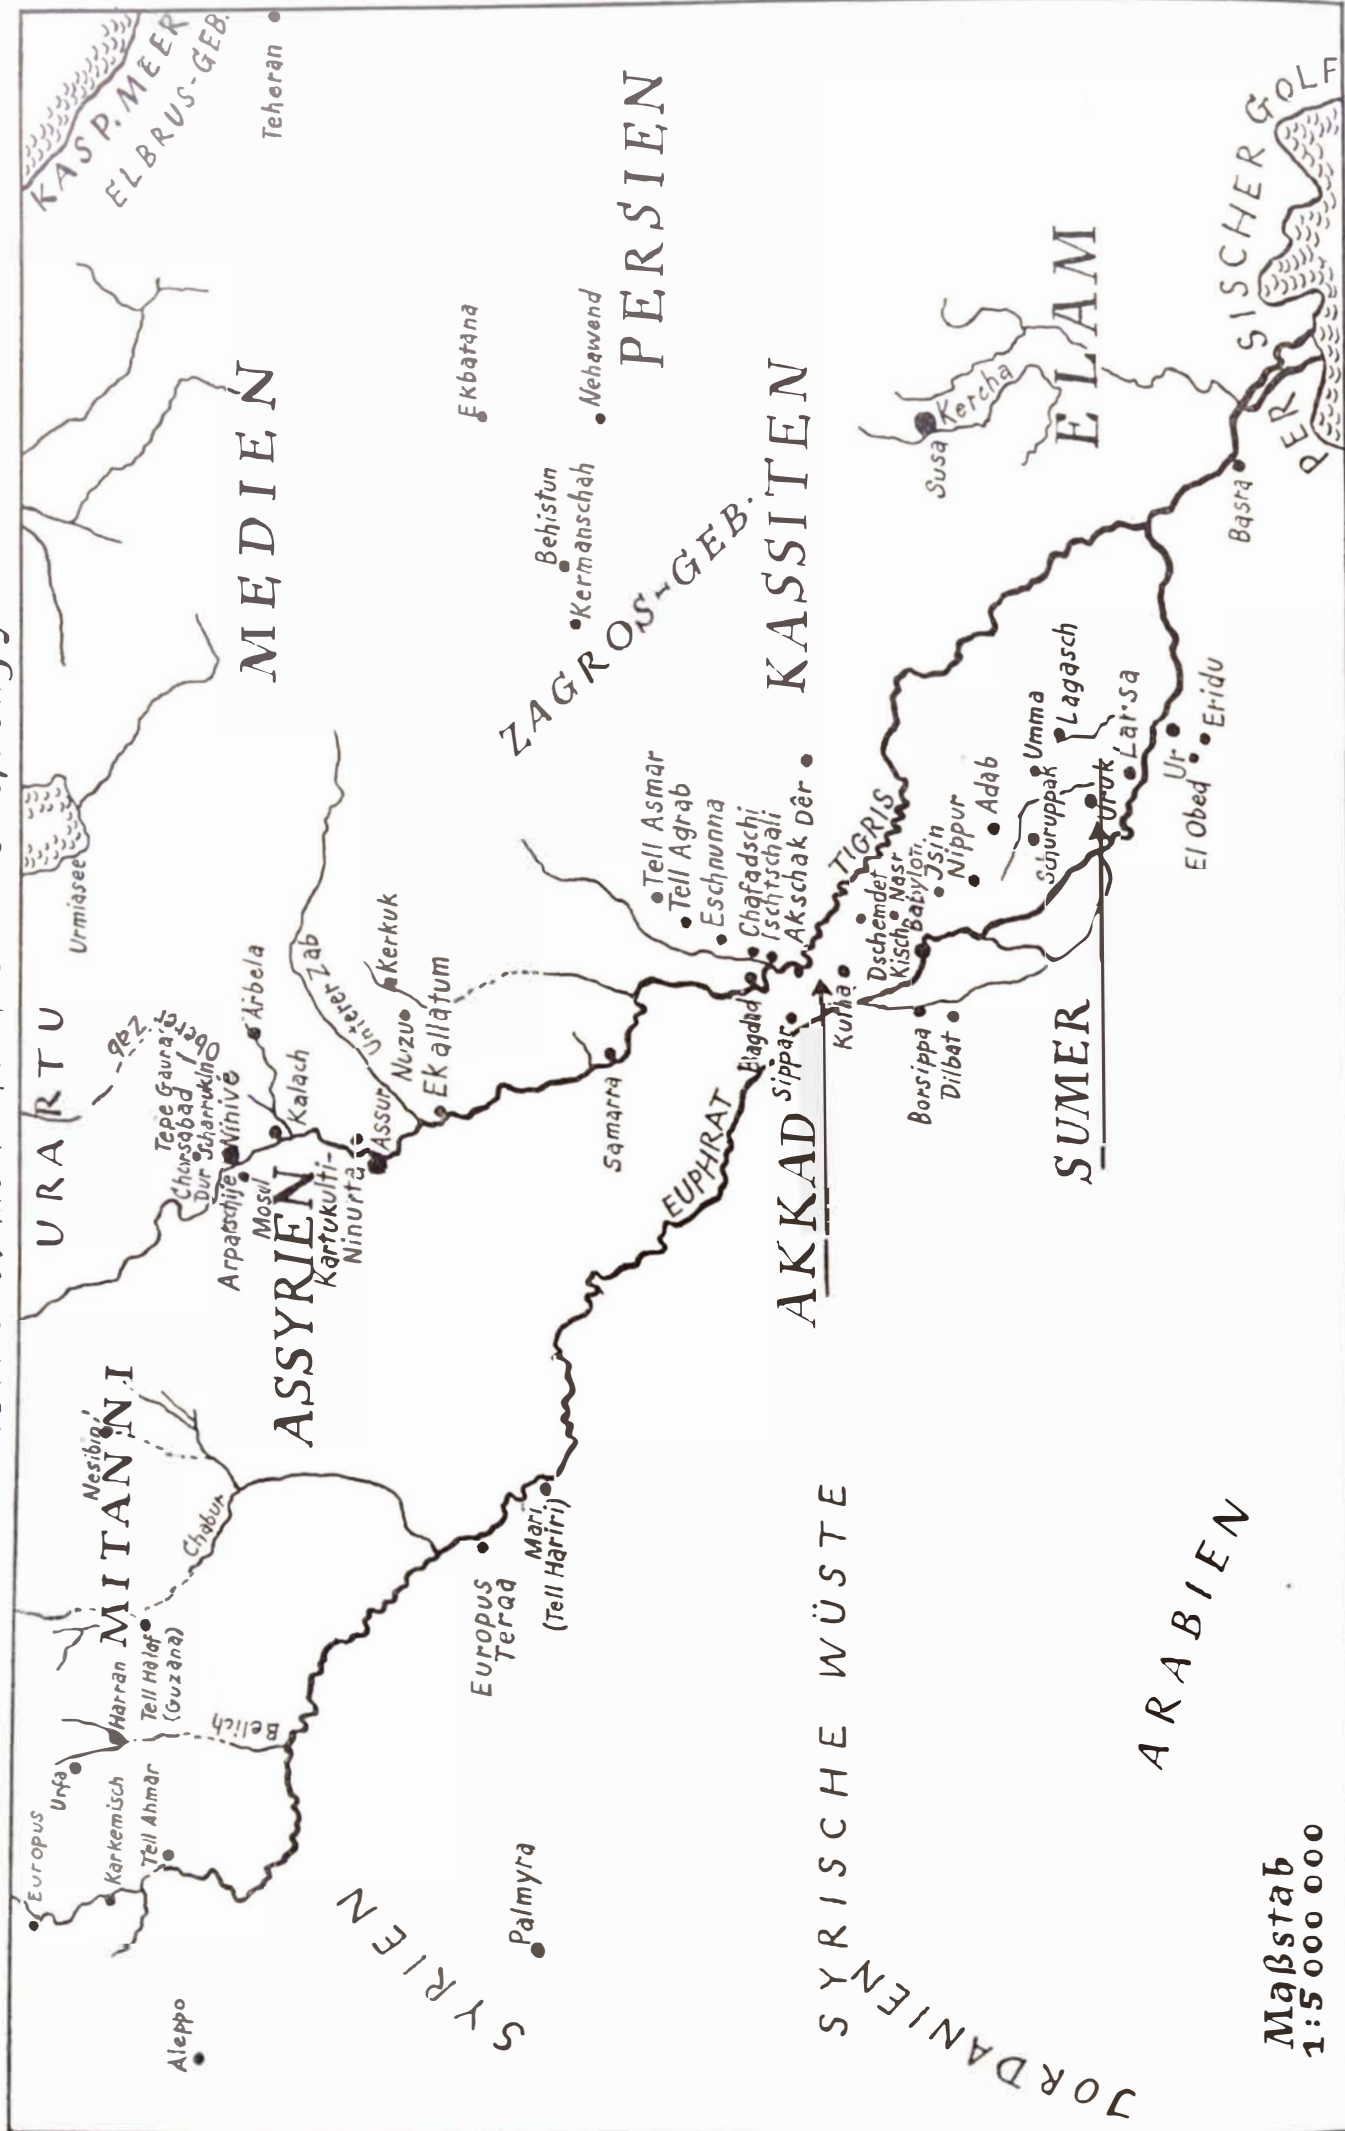 KASP. MEER
ELBRUS-GEB.
Teheran
URARTU
Urmiasee
MEDIEN
Ekbatana
Nehawend
PERSIEN
Behistun
Kermanschah
ZAGROS-GEB.
KASSITEN
Susa
Kercha
ELAM
PERSISCHER GOLF
Basra
Europus
Urfa
Karkemisch
Tell Ahmar
Aleppo
Harran
MITANNI
Tell Halaf
(Guzana)
Belich
Chabur
Tepe Gaura
Chorsabad /
Dur Scharrukin
Oberer Zab
Ninive
Arpatschije
Mosul
Arbela
Kalach
ASSYRIEN
Kartukulti-
Ninurta
Assur
Unterer Zab
Nuzu
Kerkuk
Ekallatum
Samarra
Europus
Teraa
Mari
(Tell Hariri)
Palmyra
SYRIEN
EUPHRAT
Tell Asmar
Tell Agrab
Eschnunna
Chafadschi
Ischtschali
Akschak
Dêr
Bagdad
Sippar
AKKAD
TIGRIS
Kutha
Dschemdet
Nasr
Kisch
Babylon
Isin
Nippur
Adab
Borsippa
Dilbat
Schuruppak
Umma
Lagasch
Uruk
Larsa
SUMER
Ur
El Obed
Eridu
SYRISCHE WÜSTE
JORDANIEN
ARABIEN
Maßstab
1:5 000 000